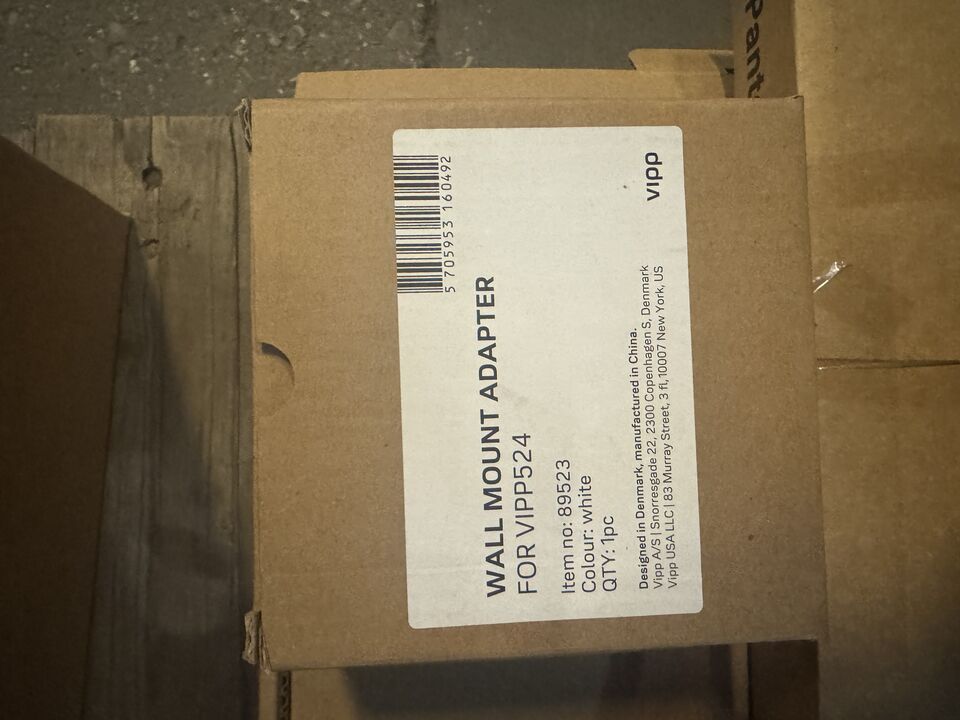 5 705953 160492
WALL MOUNT ADAPTER
FOR VIPP524
Item no: 89523
Colour: white
QTY: 1pc
Designed in Denmark, manufactured in China.
Vipp A/S | Snorresgade 22, 2300 Copenhagen S, Denmark
Vipp USA LLC | 83 Murray Street, 3 fl, 10007 New York, US
vipp
Pant